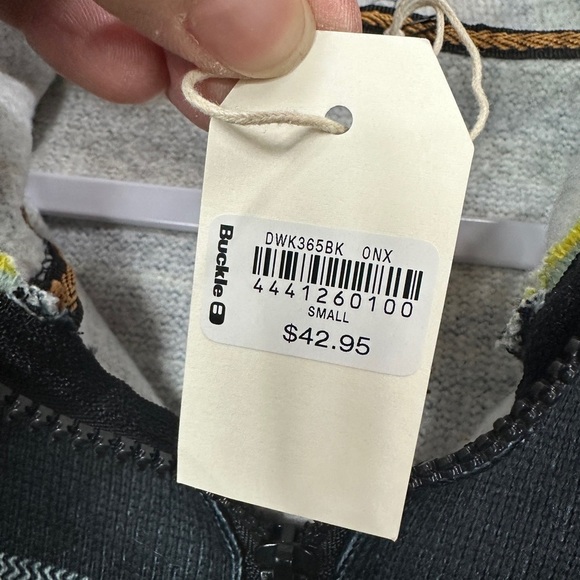 Buckle B
DWK365BK ONX
4441260100
SMALL
$42.95